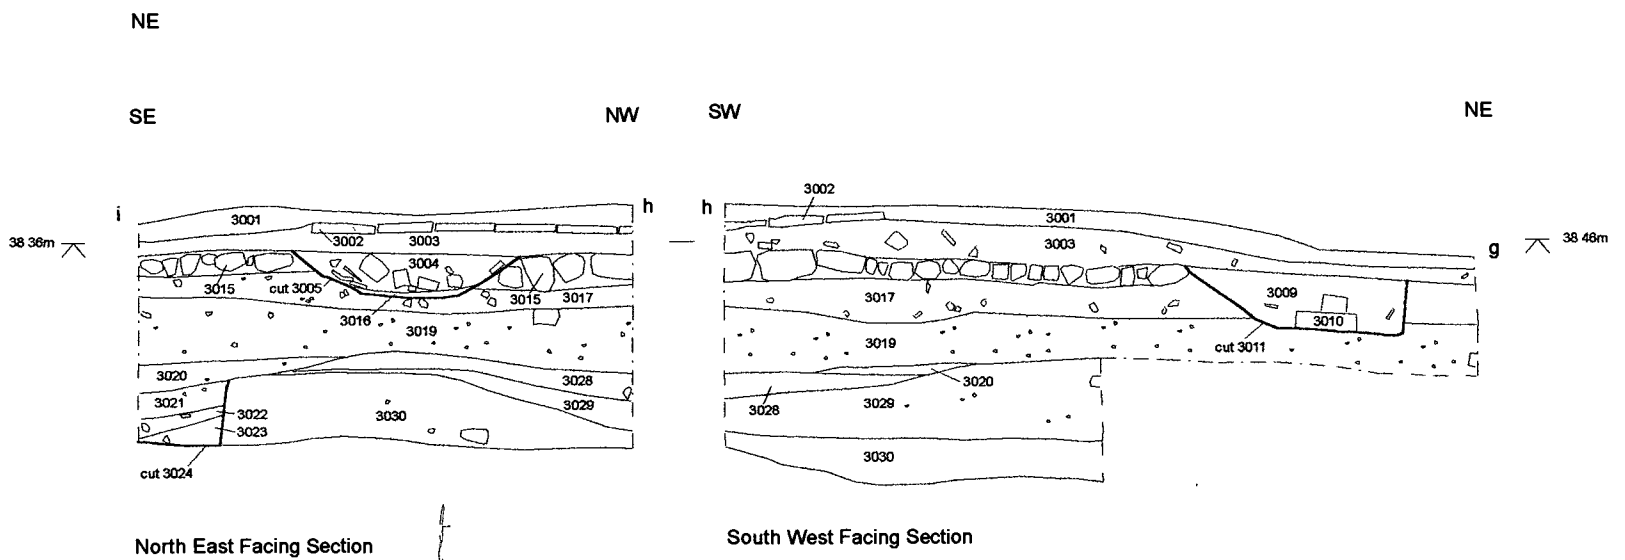 NE
SE
NW
SW
NE
i
h
h
g
38 36m
38 46m
3001
3002
3003
3004
3015
cut 3005
3015
3017
3016
3019
3020
3028
3021
3029
3022
3030
3023
cut 3024
North East Facing Section
3002
3001
3003
3017
3009
3010
3019
cut 3011
3020
3028
3029
3030
South West Facing Section